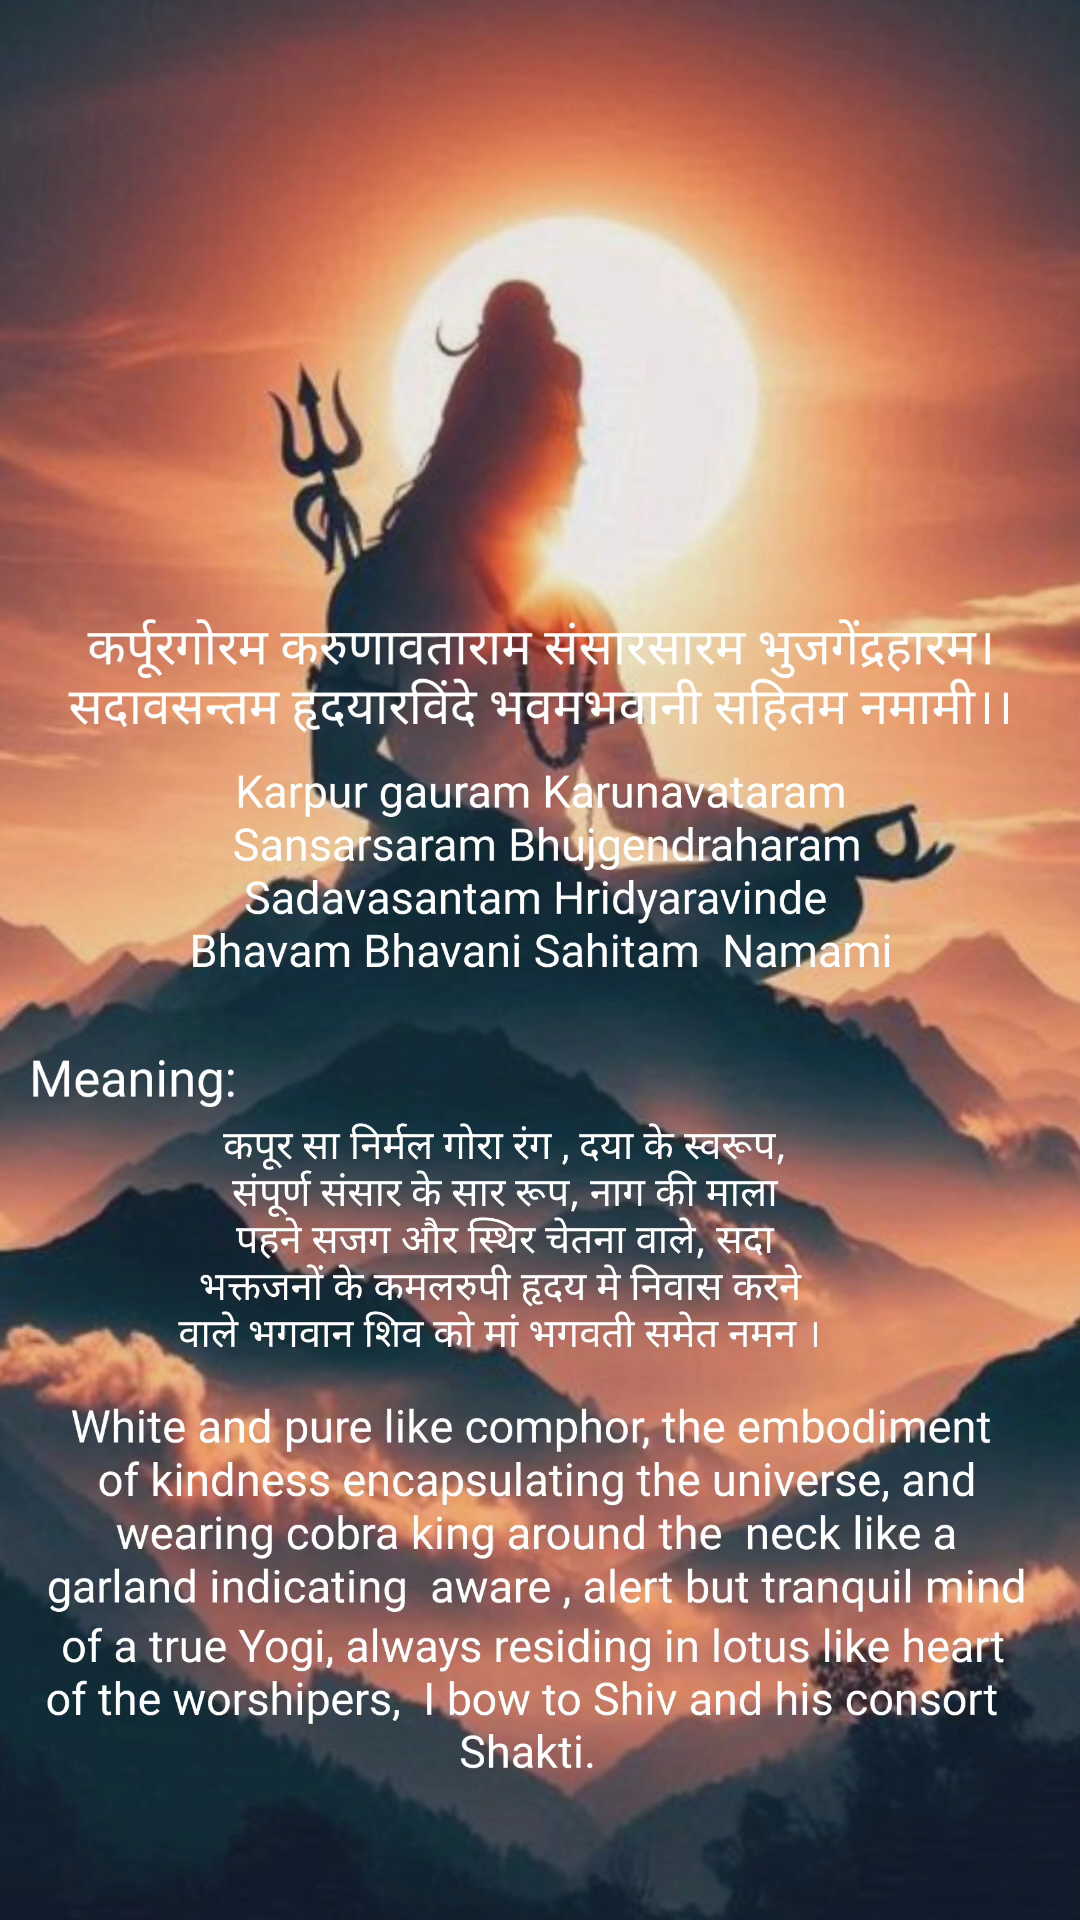 कर्पूरगोरम करुणावताराम संसारसारम भुजगेंद्रहारम।
सदावसन्तम हृदयारविंदे भवमभवानी सहितम नमामी।।
Karpur gauram Karunavataram
Sansarsaram Bhujgendraharam
Sadavasantam Hridyaravinde
Bhavam Bhavani Sahitam Namami
Meaning:
कपूर सा निर्मल गोरा रंग , दया के स्वरूप,
संपूर्ण संसार के सार रूप, नाग की माला
पहने सजग और स्थिर चेतना वाले, सदा
भक्तजनों के कमलरुपी हृदय मे निवास करने
वाले भगवान शिव को मां भगवती समेत नमन ।
White and pure like comphor, the embodiment
of kindness encapsulating the universe, and
wearing cobra king around the neck like a
garland indicating aware , alert but tranquil mind
of a true Yogi, always residing in lotus like heart
of the worshipers, I bow to Shiv and his consort
Shakti.